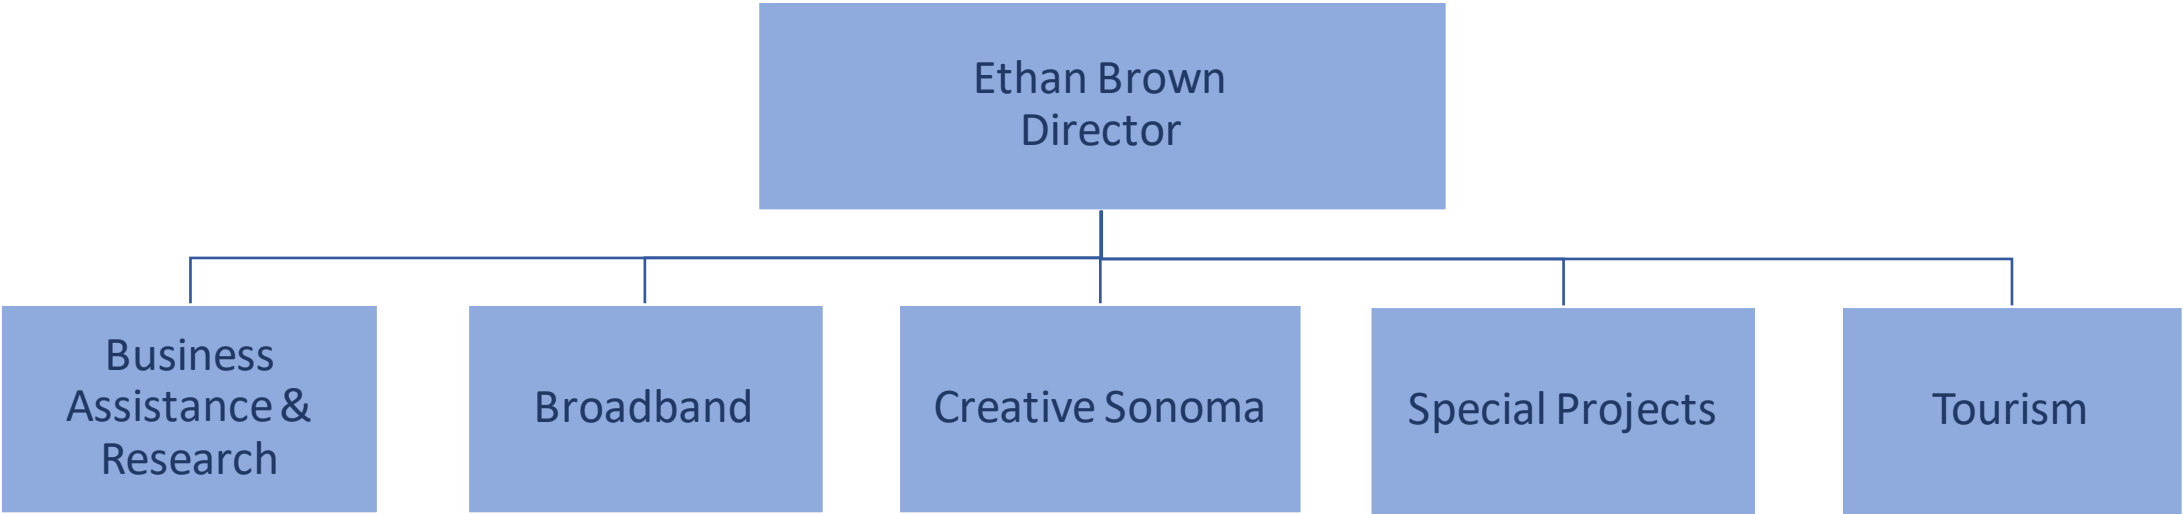 Ethan Brown
Director
Business
Assistance &
Research
Broadband
Creative Sonoma
Special Projects
Tourism